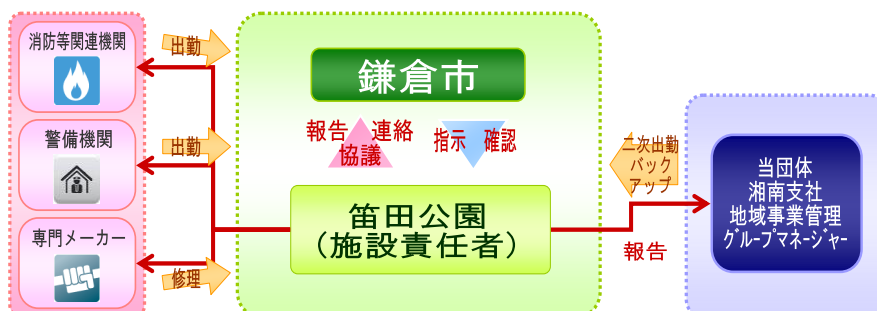 消防等関連機関
出勤
警備機関
出勤
専門メーカー
修理
鎌倉市
報告 連絡
協議
指示 確認
笛田公園
（施設責任者）
二次出勤
バック
アップ
報告
当団体
湘南支社
地域事業管理
グループマネージャー